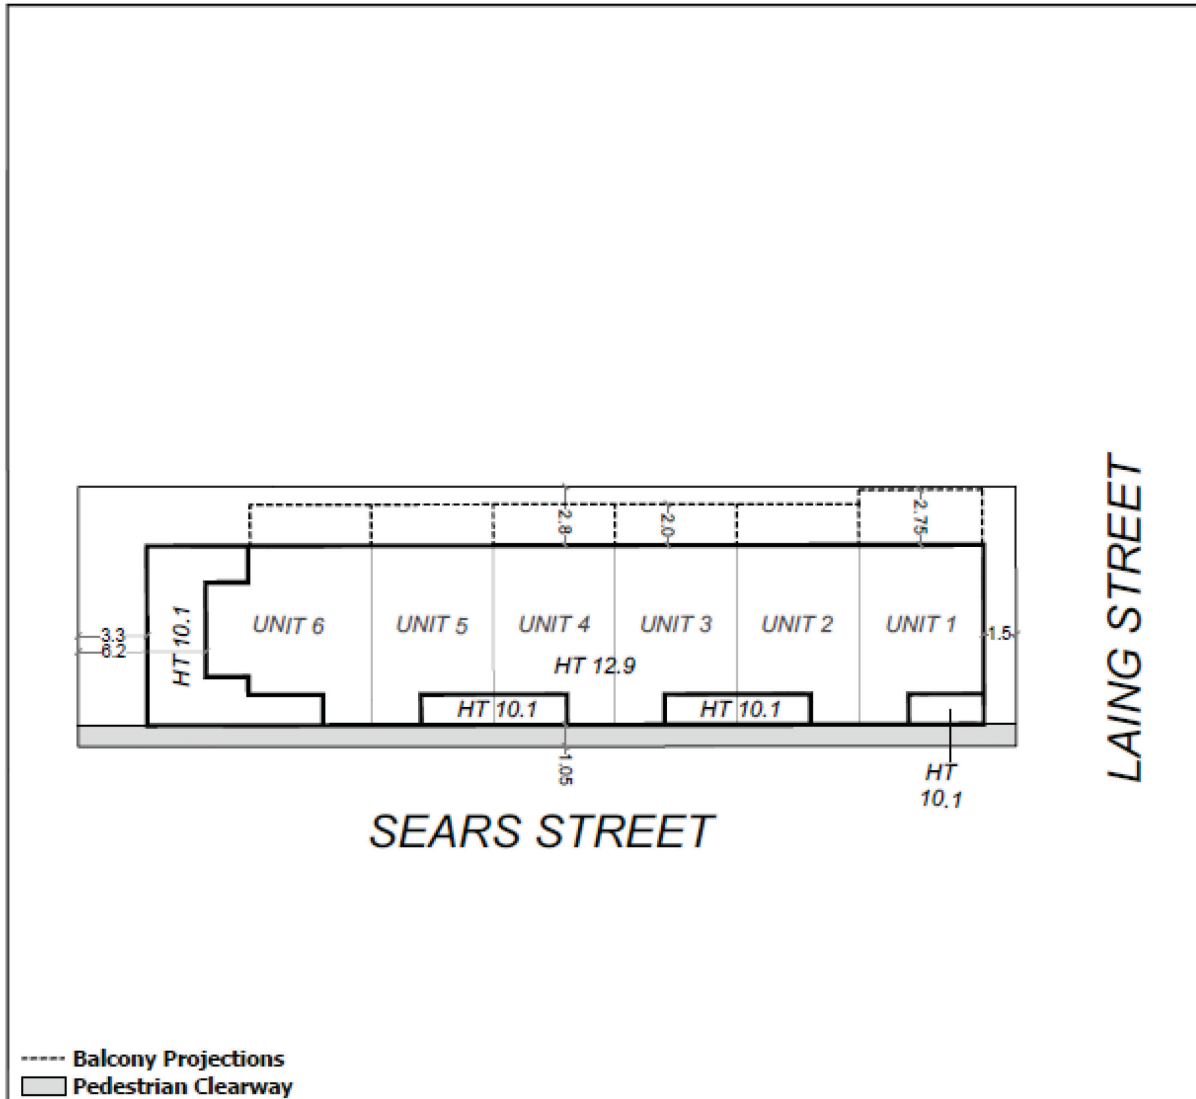 2.8
2.0
2.75
UNIT 6
UNIT 5
UNIT 4
UNIT 3
UNIT 2
UNIT 1
3.3
6.2
HT 10.1
1.5
HT 12.9
HT 10.1
HT 10.1
1.05
HT
10.1
LAING STREET
SEARS STREET
Balcony Projections
Pedestrian Clearway